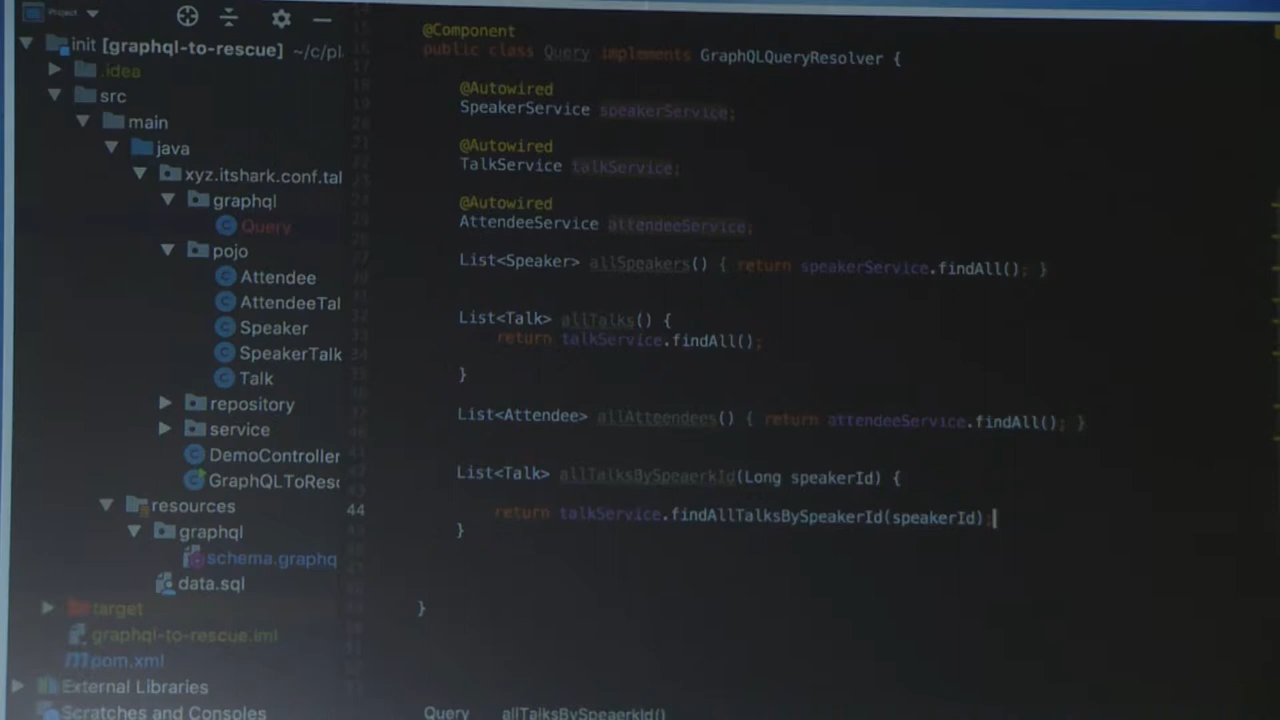 Project
init [graphql-to-rescue] ~/c/pl
.idea
src
main
java
xyz.itshark.conf.tal
graphql
Query
pojo
Attendee
AttendeeTal
Speaker
SpeakerTalk
Talk
repository
service
DemoController
GraphQLToResc
resources
graphql
schema.graphq
data.sql
target
graphql-to-rescue.iml
pom.xml
External Libraries
Scratches and Consoles
@Component
public class Query implements GraphQLQueryResolver {
@Autowired
SpeakerService speakerService;
@Autowired
TalkService talkService;
@Autowired
AttendeeService attendeeService;
List<Speaker> allSpeakers() { return speakerService.findAll(); }
List<Talk> allTalks() {
return talkService.findAll();
}
List<Attendee> allAtteendees() { return attendeeService.findAll(); }
List<Talk> allTalksBySpeaerkId(Long speakerId) {
44
return talkService.findAllTalksBySpeakerId(speakerId);
}
}
Query allTalksBySpeaerkId()